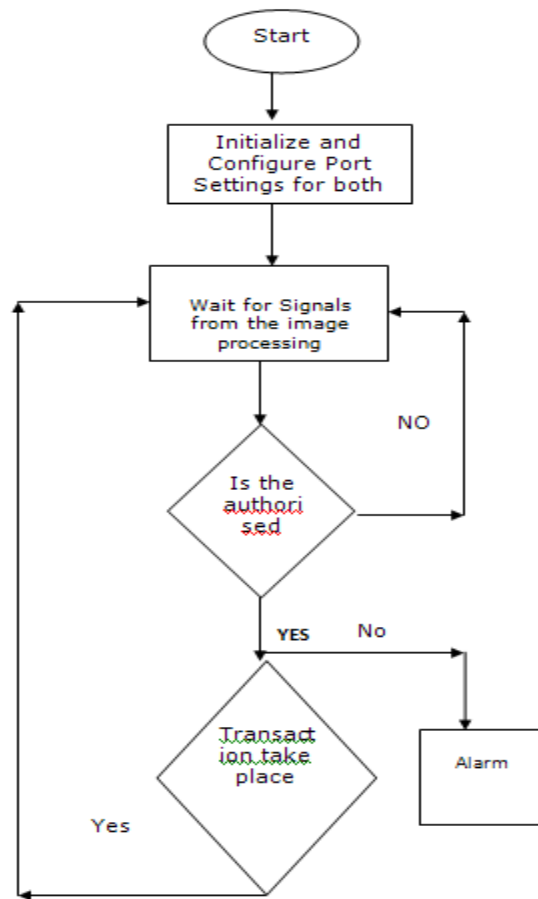 Start
Initialize and
Configure Port
Settings for both
Wait for Signals
from the image
processing
NO
Is the
authori
sed
YES
No
Transact
ion take
place
Alarm
Yes